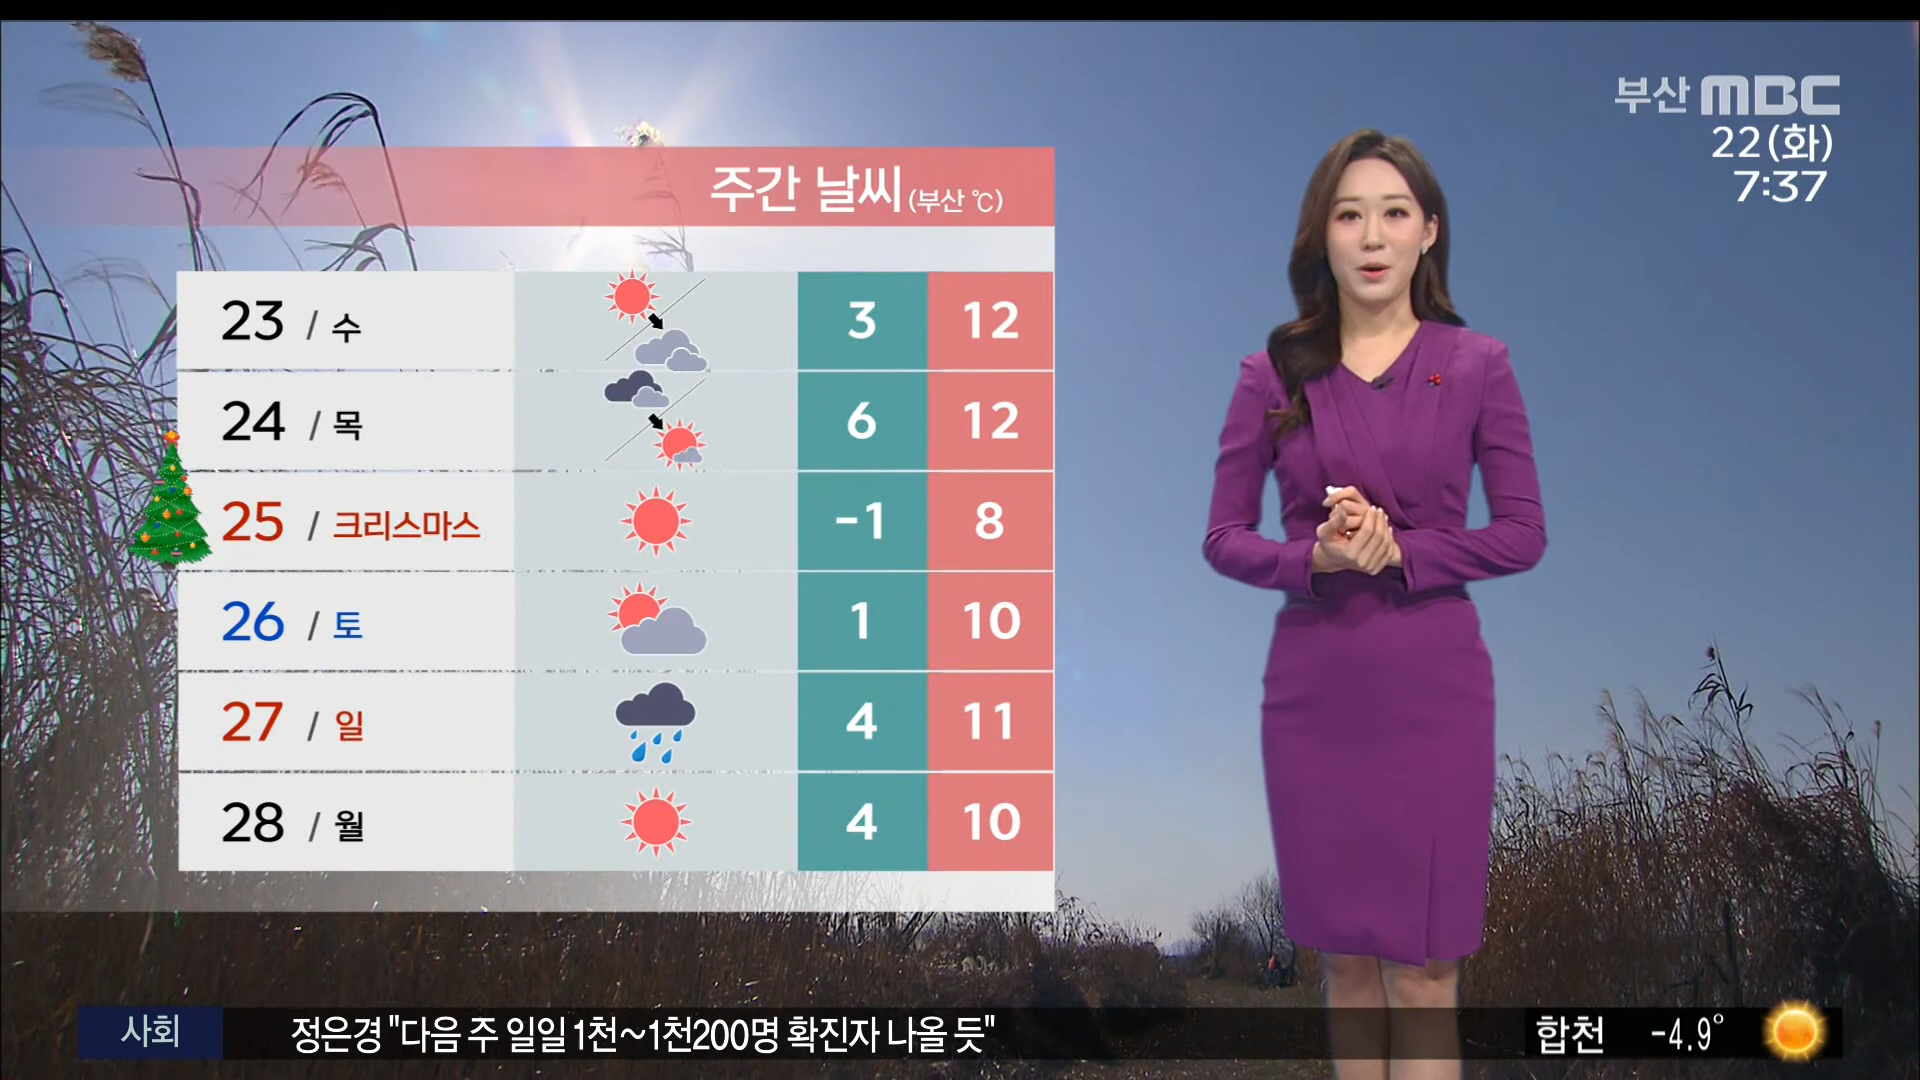 부산 MBC
22(화)
7:37
주간 날씨(부산 ℃)
23 / 수 3 12
24 / 목 6 12
25 / 크리스마스 -1 8
26 / 토 1 10
27 / 일 4 11
28 / 월 4 10
사회 정은경 "다음 주 일일 1천~1천200명 확진자 나올 듯" 합천 -4.9°